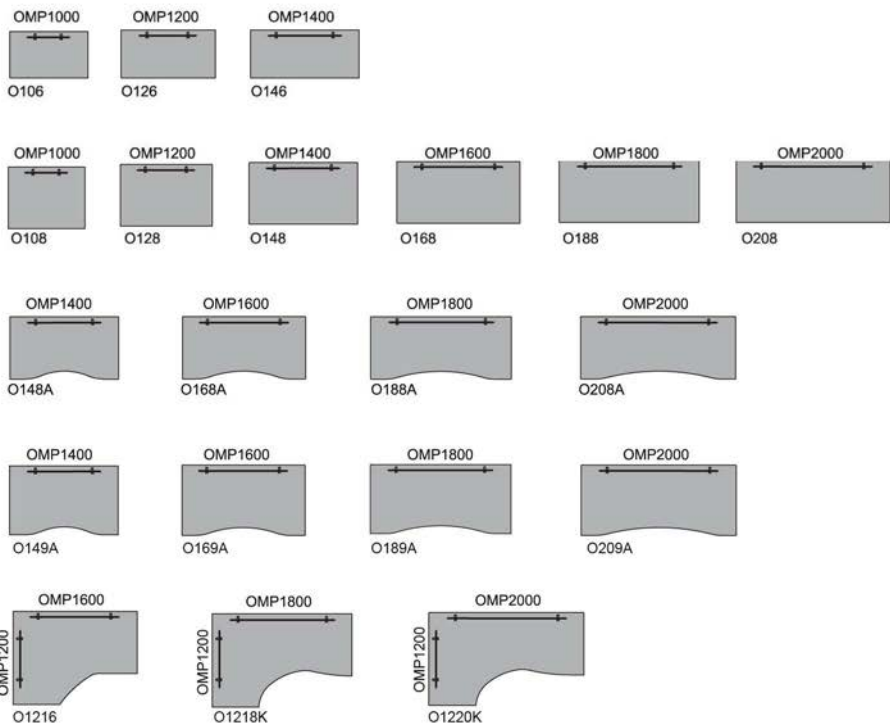 OMP1000 OMP1200 OMP1400
O106 O126 O146
OMP1000 OMP1200 OMP1400 OMP1600 OMP1800 OMP2000
O108 O128 O148 O168 O188 O208
OMP1400 OMP1600 OMP1800 OMP2000
O148A O168A O188A O208A
OMP1400 OMP1600 OMP1800 OMP2000
O149A O169A O189A O209A
OMP1600 OMP1800 OMP2000
OMP1200 OMP1200 OMP1200
O1216 O1218K O1220K